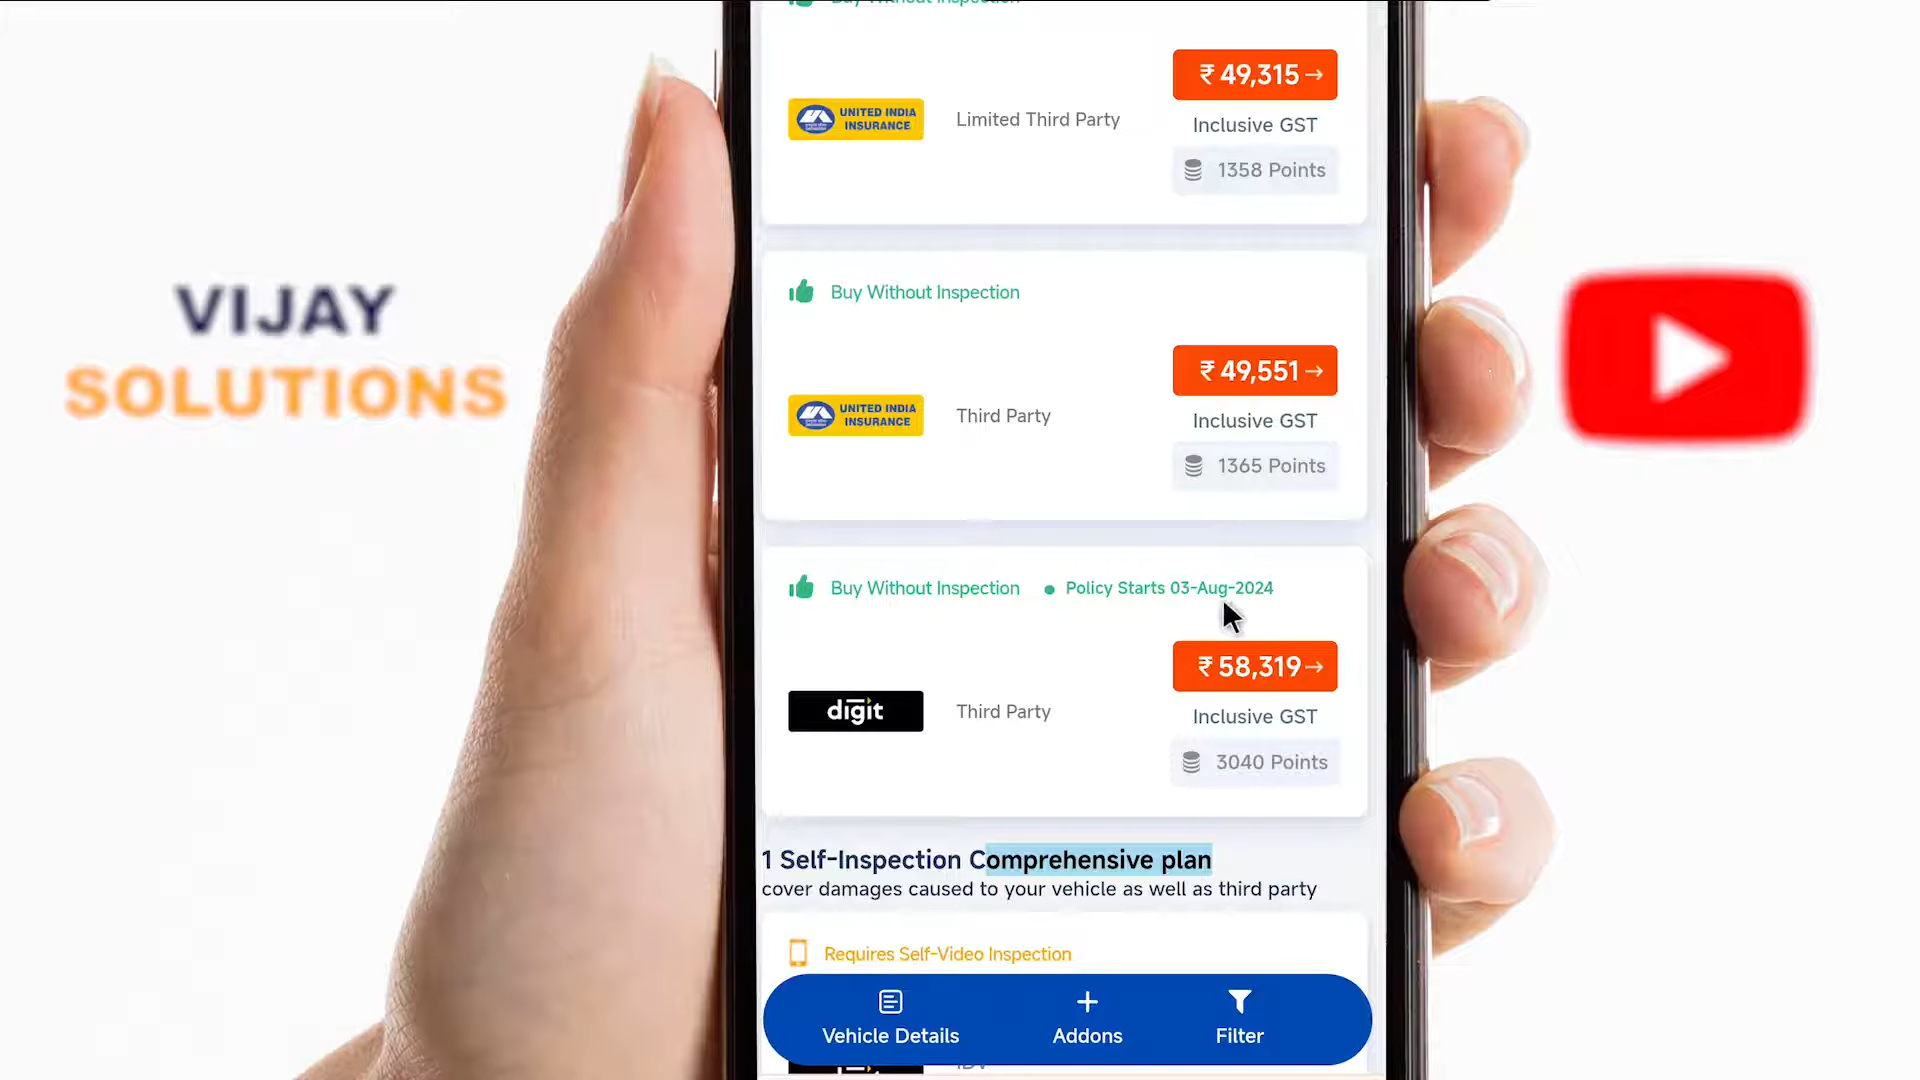 Buy Without Inspection
₹ 49,315→
UNITED INDIA
INSURANCE
Limited Third Party
Inclusive GST
1358 Points
VIJAY
SOLUTIONS
Buy Without Inspection
₹ 49,551→
UNITED INDIA
INSURANCE
Third Party
Inclusive GST
1365 Points
Buy Without Inspection
Policy Starts 03-Aug-2024
₹ 58,319→
digit
Third Party
Inclusive GST
3040 Points
1 Self-Inspection Comprehensive plan
cover damages caused to your vehicle as well as third party
Requires Self-Video Inspection
Vehicle Details
Addons
Filter